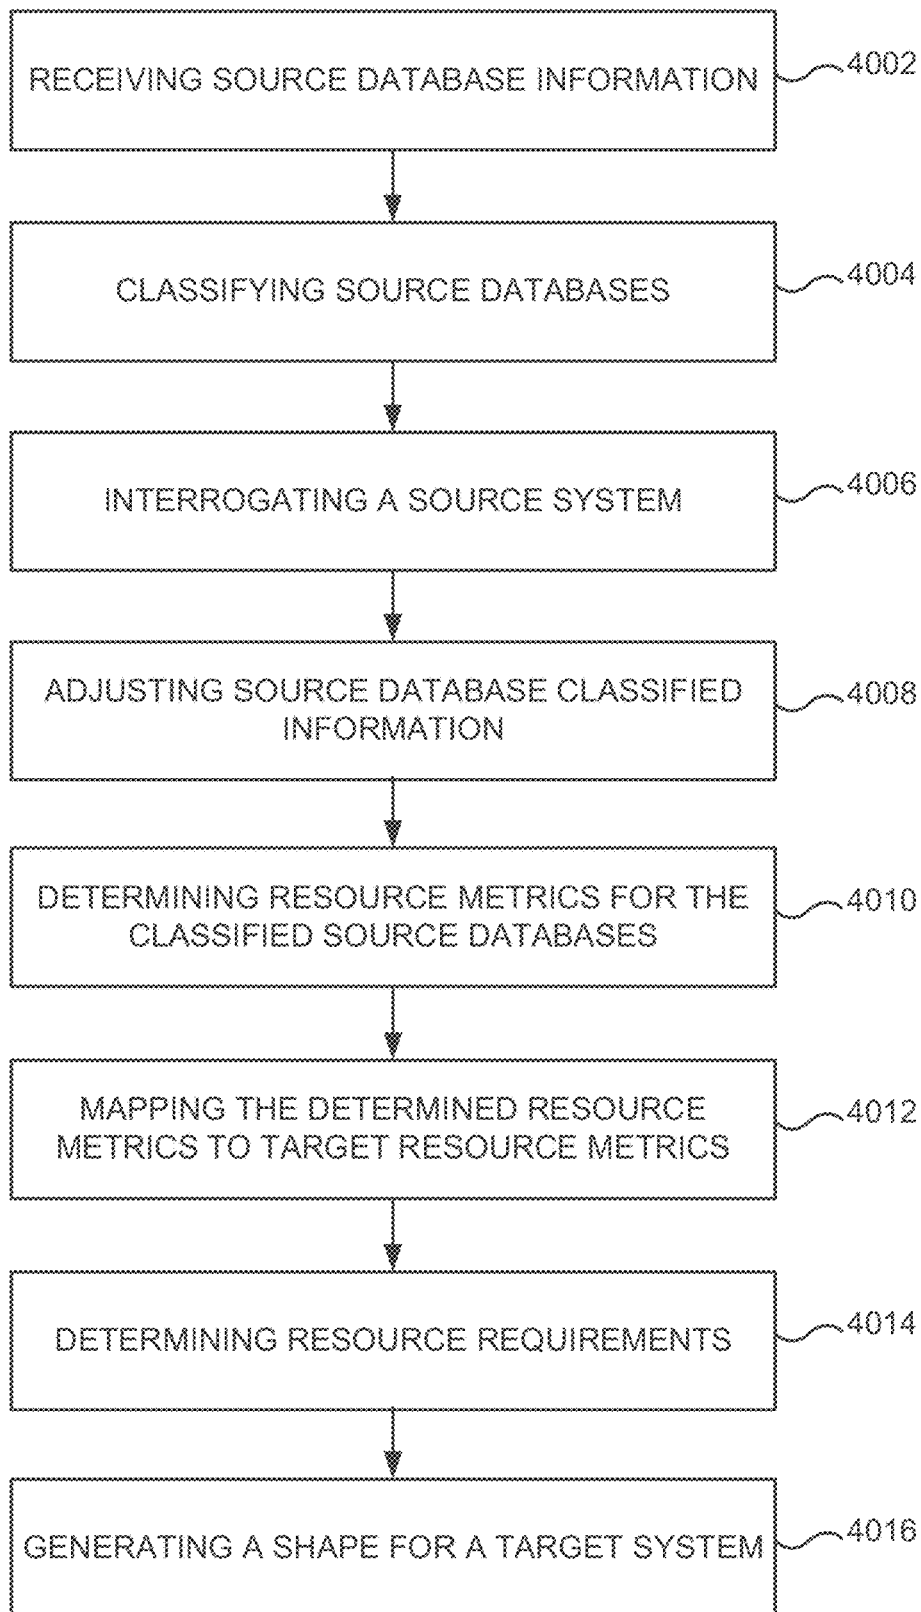 RECEIVING SOURCE DATABASE INFORMATION
4002
CLASSIFYING SOURCE DATABASES
4004
INTERROGATING A SOURCE SYSTEM
4006
ADJUSTING SOURCE DATABASE CLASSIFIED
INFORMATION
4008
DETERMINING RESOURCE METRICS FOR THE
CLASSIFIED SOURCE DATABASES
4010
MAPPING THE DETERMINED RESOURCE
METRICS TO TARGET RESOURCE METRICS
4012
DETERMINING RESOURCE REQUIREMENTS
4014
GENERATING A SHAPE FOR A TARGET SYSTEM
4016